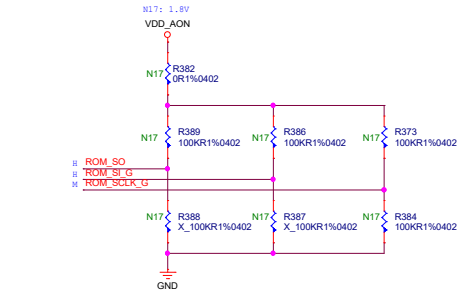 N17: 1.8V
VDD_AON
N17
R382
0R1%0402
N17
R389
100KR1%0402
N17
R386
100KR1%0402
N17
R373
100KR1%0402
H ROM_SO
H ROM_SI_G
M ROM_SCLK_G
N17
R388
X_100KR1%0402
N17
R387
X_100KR1%0402
N17
R384
100KR1%0402
GND